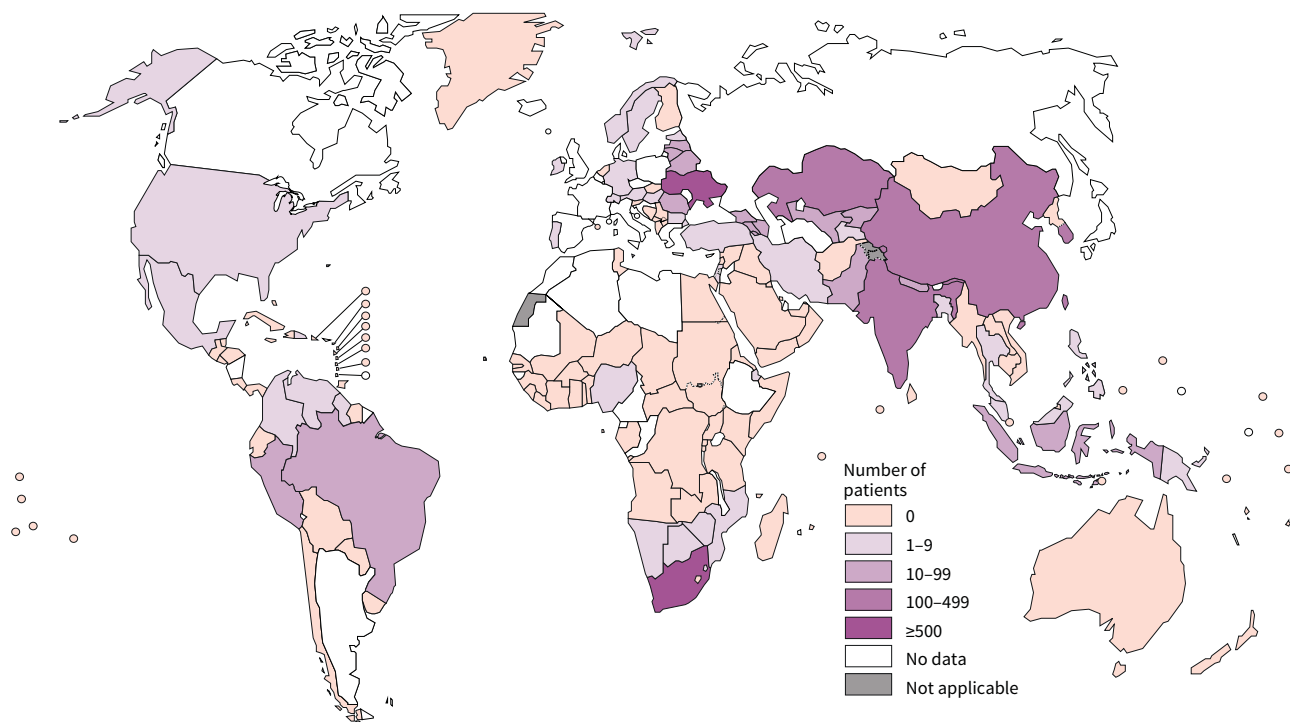 Number of
patients
0
1–9
10–99
100–499
≥500
No data
Not applicable